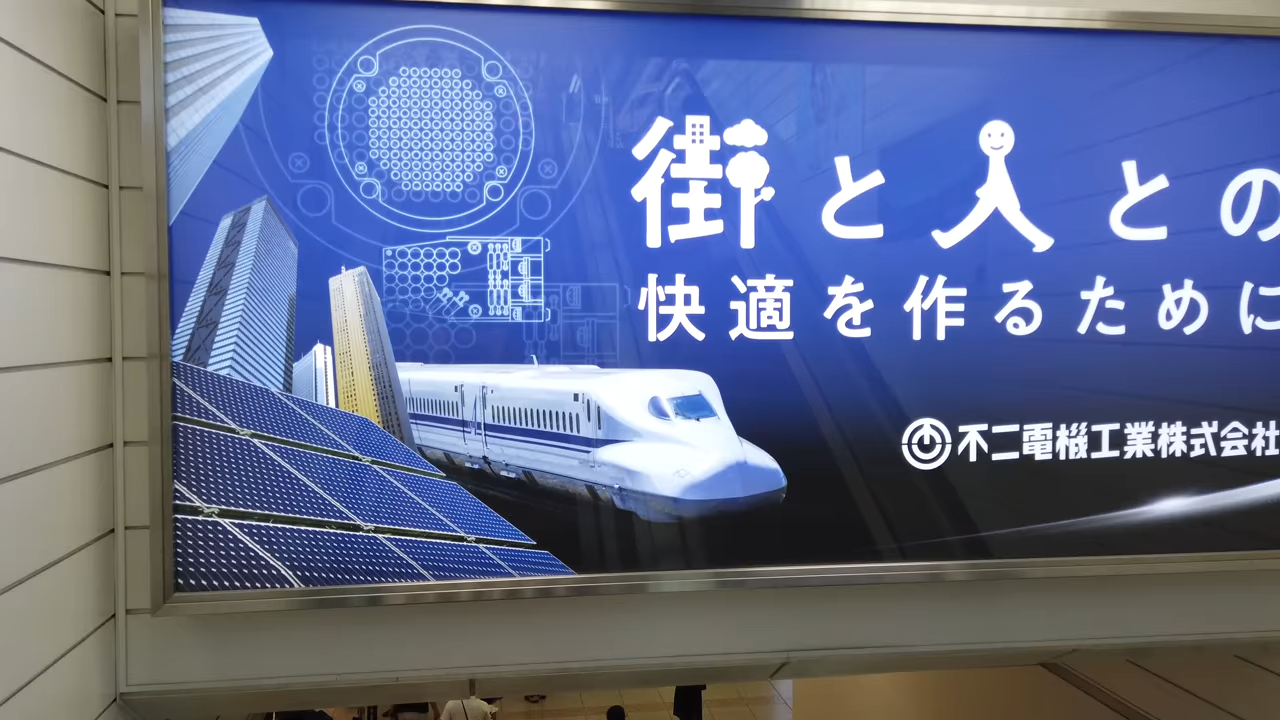 街と人との
快適を作るために
不二電機工業株式会社